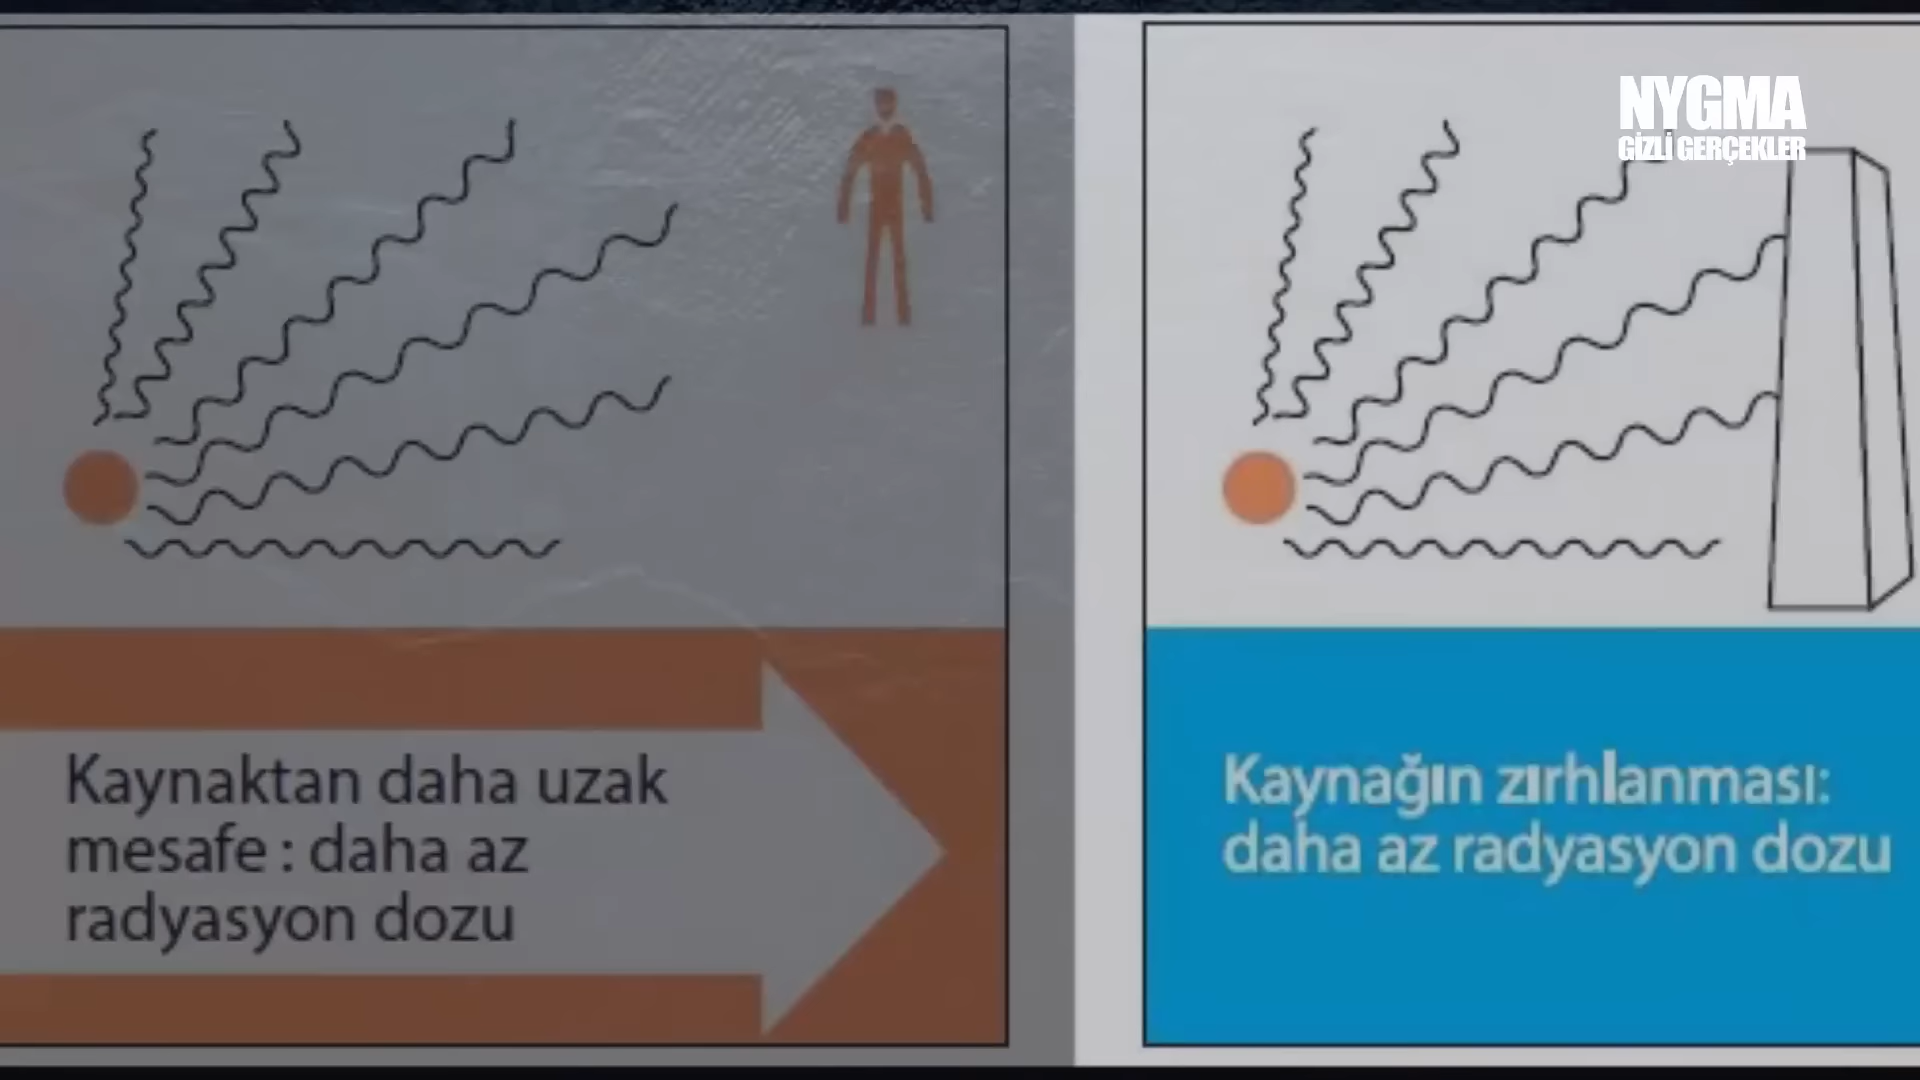 NYGMA
GİZLİ GERÇEKLER
Kaynaktan daha uzak
mesafe : daha az
radyasyon dozu
Kaynağın zırhlanması:
daha az radyasyon dozu